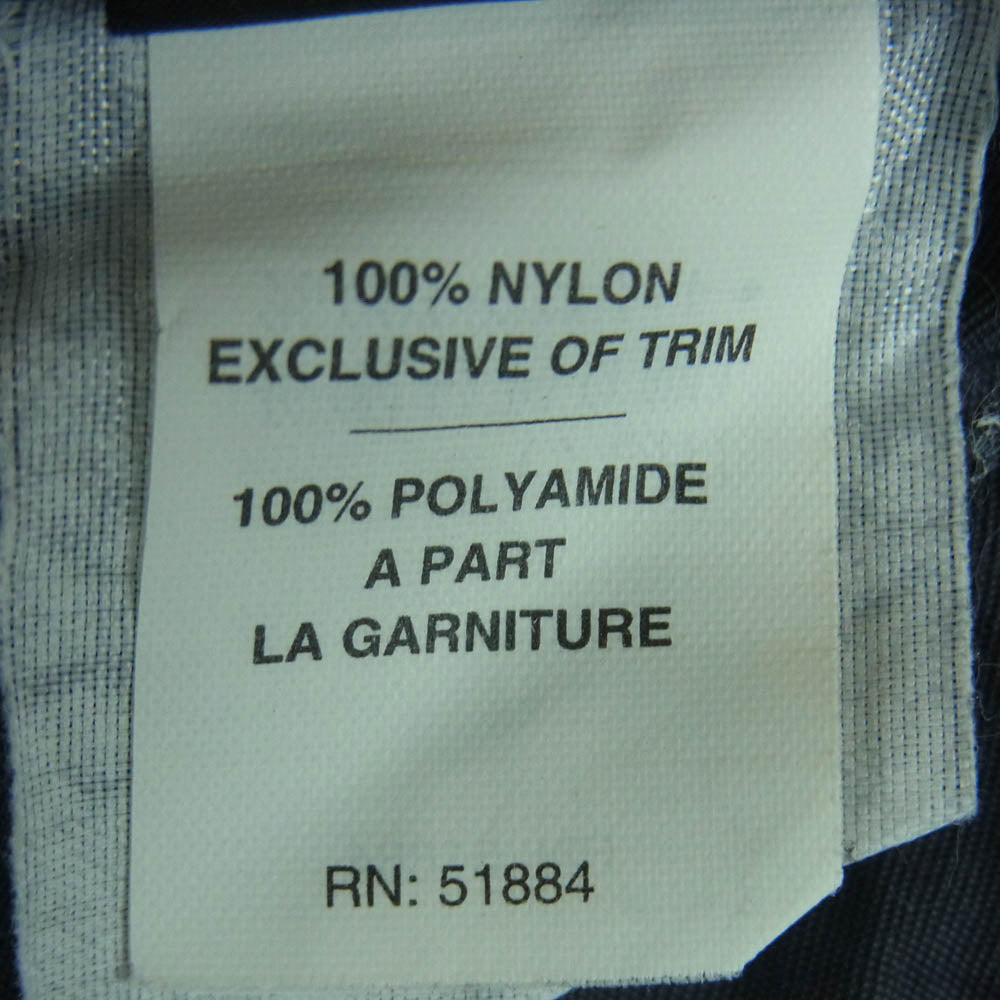 100% NYLON
EXCLUSIVE OF TRIM
100% POLYAMIDE
A PART
LA GARNITURE
RN: 51884